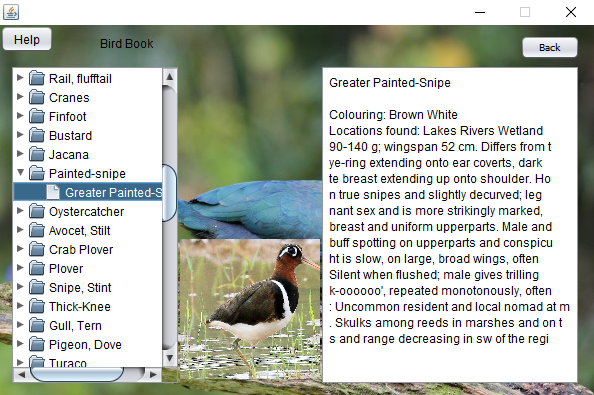 Help
Bird Book
Back
Rail, flufftail
Cranes
Finfoot
Bustard
Jacana
Painted-snipe
Greater Painted-S
Oystercatcher
Avocet, Stilt
Crab Plover
Plover
Snipe, Stint
Thick-Knee
Gull, Tern
Pigeon, Dove
Turaco
Greater Painted-Snipe
Colouring: Brown White
Locations found: Lakes Rivers Wetland
90-140 g; wingspan 52 cm. Differs from t
ye-ring extending onto ear coverts, dark
te breast extending up onto shoulder. Ho
n true snipes and slightly decurved; leg
nant sex and is more strikingly marked,
breast and uniform upperparts. Male and
buff spotting on upperparts and conspicu
ht is slow, on large, broad wings, often
Silent when flushed; male gives trilling
k-oooooo', repeated monotonously, often
: Uncommon resident and local nomad at m
. Skulks among reeds in marshes and on t
s and range decreasing in sw of the regi